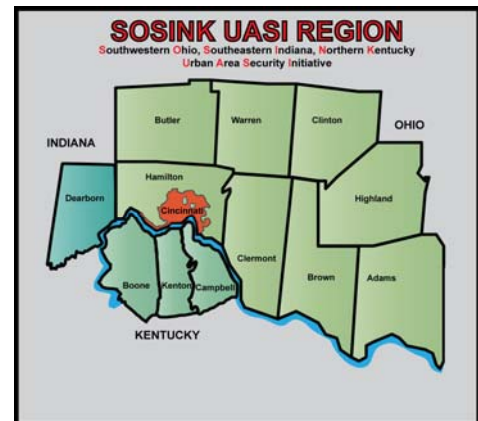 SOSINK UASI REGION
Southwestern Ohio, Southeastern Indiana, Northern Kentucky
Urban Area Security Initiative
Butler
Warren
Clinton
OHIO
INDIANA
Hamilton
Dearborn
Cincinnati
Highland
Clermont
Brown
Adams
Boone
Kenton
Campbell
KENTUCKY